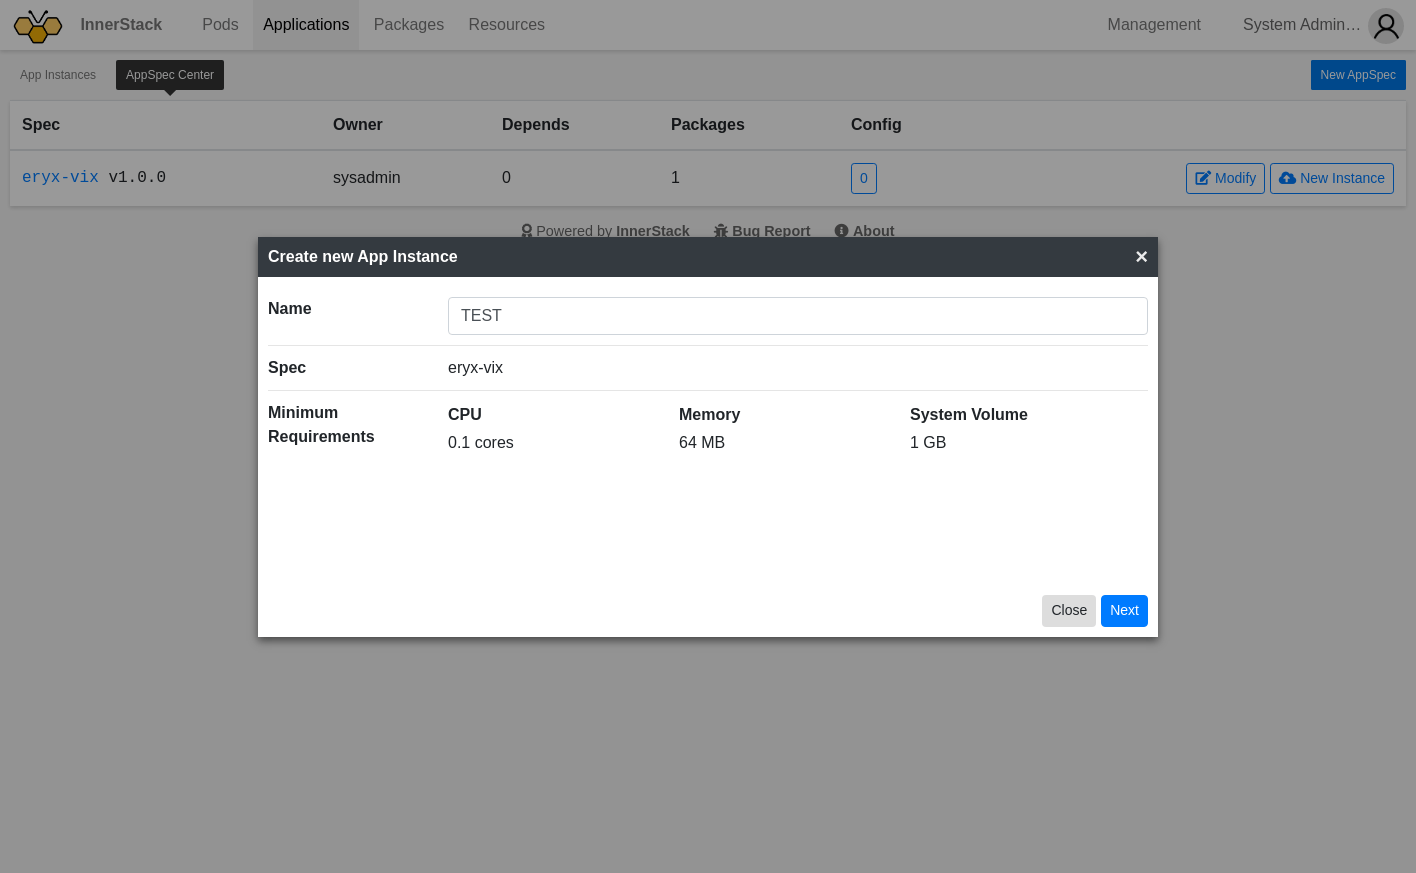 InnerStack Pods Applications Packages Resources Management System Admin…
App Instances AppSpec Center New AppSpec
Spec Owner Depends Packages Config
eryx-vix v1.0.0 sysadmin 0 1 0 Modify New Instance
Powered by InnerStack Bug Report About
Create new App Instance ×
Name TEST
Spec eryx-vix
Minimum Requirements
CPU Memory System Volume
0.1 cores 64 MB 1 GB
Close Next